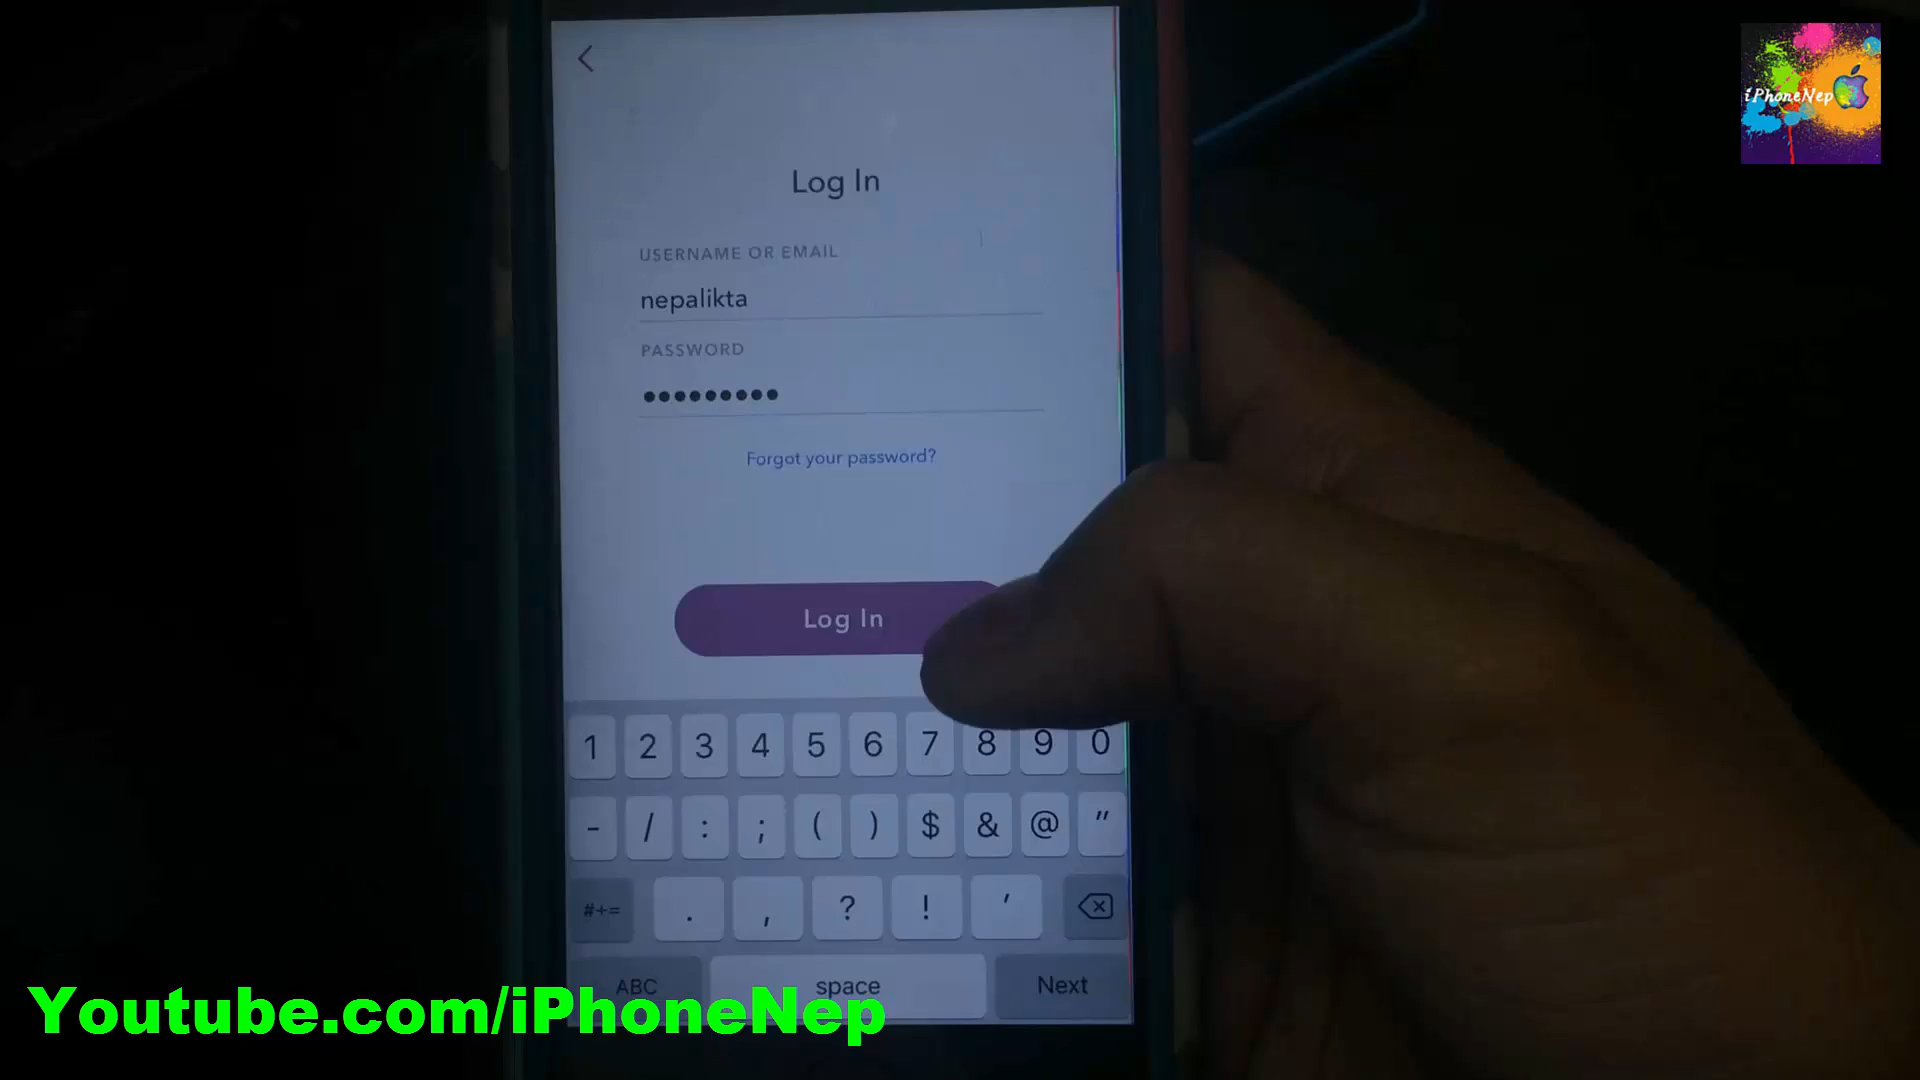 iPhoneNep
Log In
USERNAME OR EMAIL
nepalikta
PASSWORD
•••••••••
Forgot your password?
Log In
1 2 3 4 5 6 7 8 9 0
- / : ; ( ) $ & @ "
#+= . , ? ! '
ABC space Next
Youtube.com/iPhoneNep